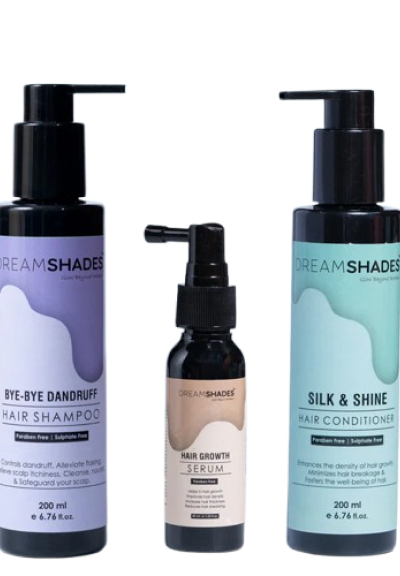 DREAMSHADES
BYE-BYE DANDRUFF
HAIR SHAMPOO
Paraben Free | Sulphate Free
Controls dandruff, Alleviate flaking,
Relieve scalp itchiness, Cleanse,
& Safeguard your scalp.
200 ml
e 6.76 fl.oz.
DREAMSHADES
HAIR GROWTH
SERUM
Paraben Free
DREAMSHADES
SILK & SHINE
HAIR CONDITIONER
Paraben Free | Sulphate Free
Enhances the density of hair growth,
Minimizes hair breakage &
fosters the well-being of hair.
200 ml
e 6.76 fl.oz.